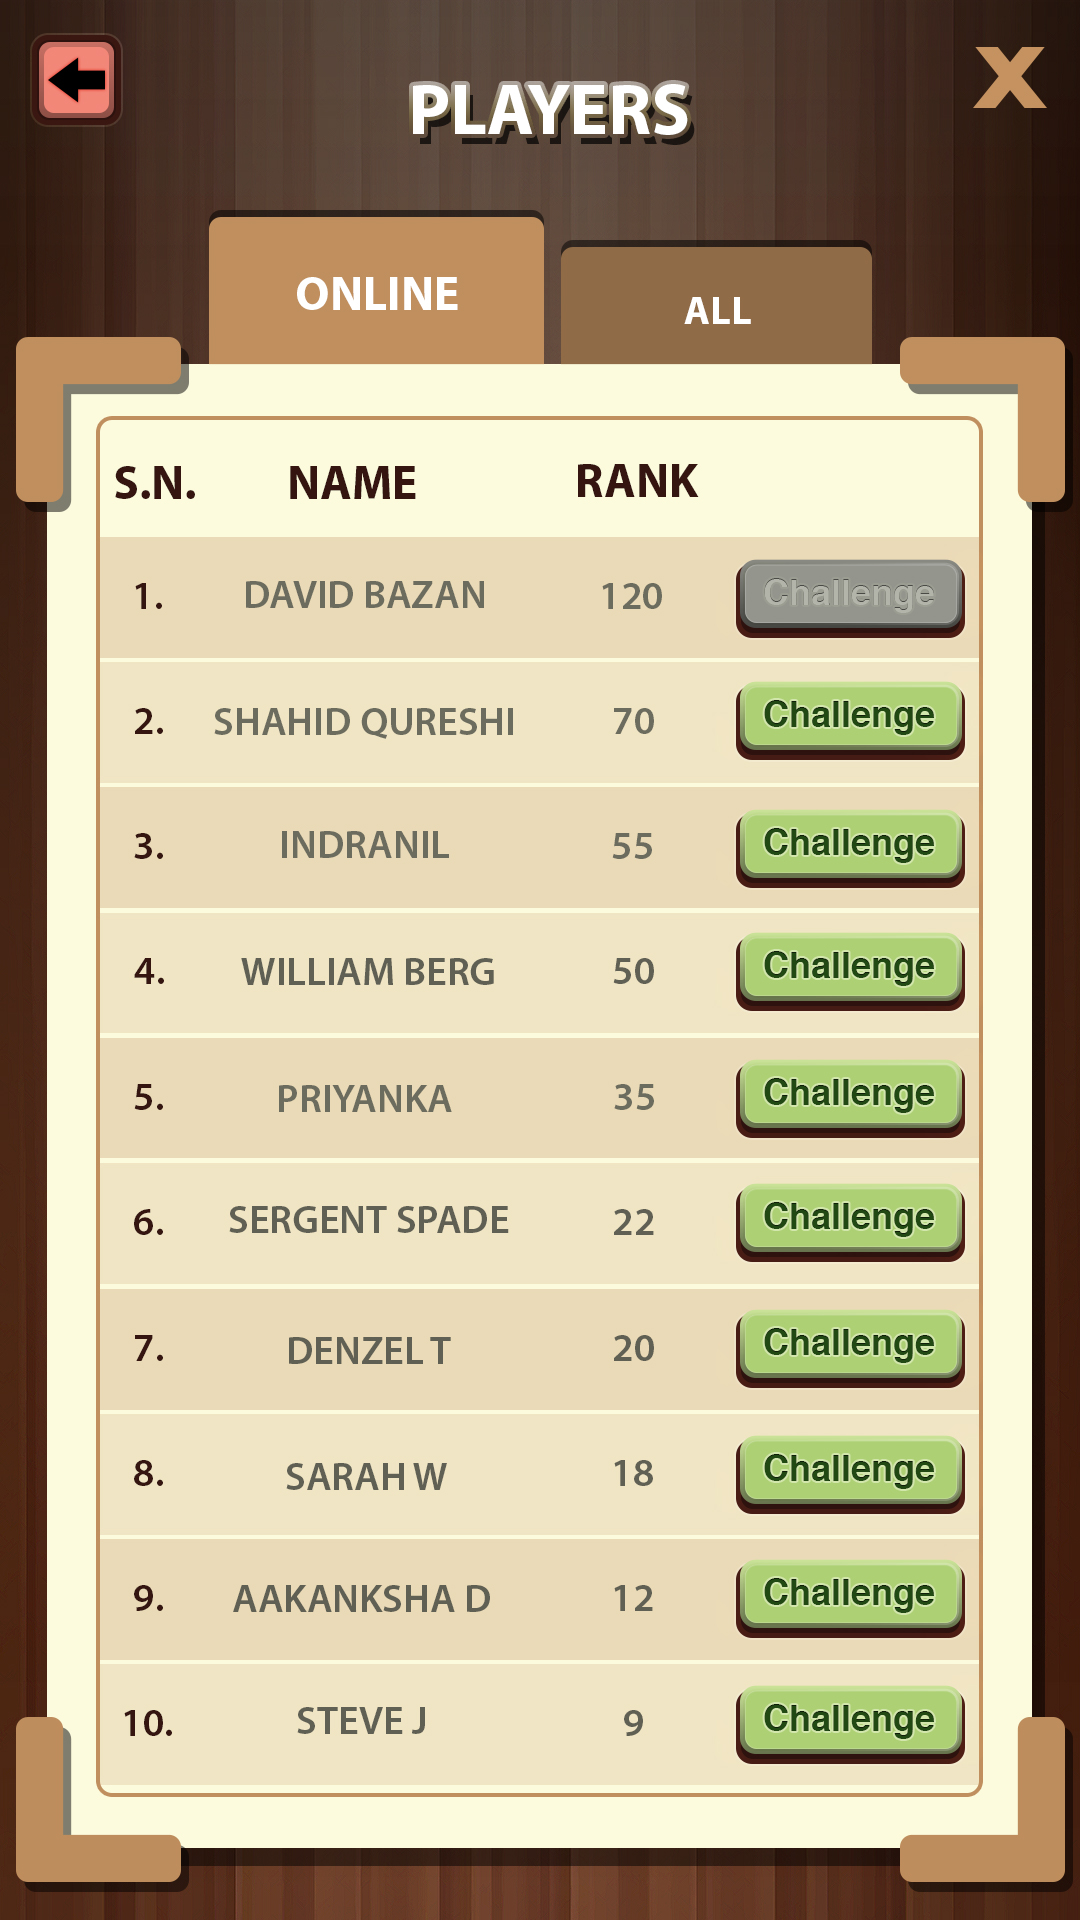 X
PLAYERS
ONLINE
ALL
S.N. NAME RANK
1. DAVID BAZAN 120 Challenge
2. SHAHID QURESHI 70 Challenge
3. INDRANIL 55 Challenge
4. WILLIAM BERG 50 Challenge
5. PRIYANKA 35 Challenge
6. SERGENT SPADE 22 Challenge
7. DENZEL T 20 Challenge
8. SARAH W 18 Challenge
9. AAKANKSHA D 12 Challenge
10. STEVE J 9 Challenge